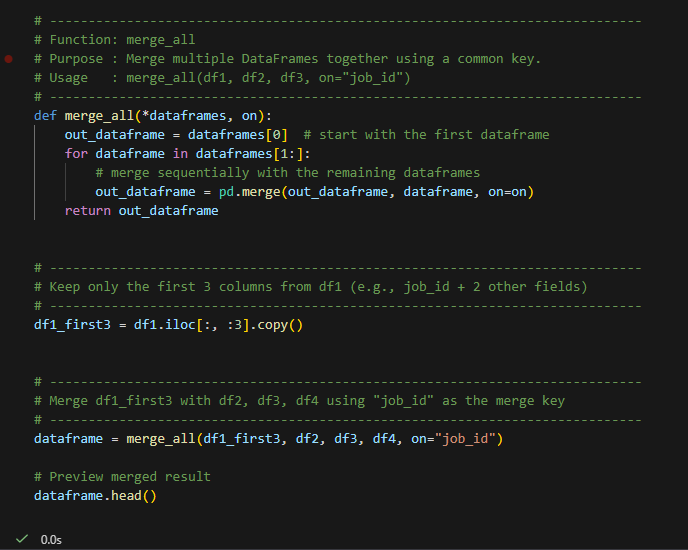 # ---------------------------------------------------------------------------
# Function: merge_all
# Purpose : Merge multiple DataFrames together using a common key.
# Usage   : merge_all(df1, df2, df3, on="job_id")
# ---------------------------------------------------------------------------
def merge_all(*dataframes, on):
    out_dataframe = dataframes[0]  # start with the first dataframe
    for dataframe in dataframes[1:]:
        # merge sequentially with the remaining dataframes
        out_dataframe = pd.merge(out_dataframe, dataframe, on=on)
    return out_dataframe
# ---------------------------------------------------------------------------
# Keep only the first 3 columns from df1 (e.g., job_id + 2 other fields)
# ---------------------------------------------------------------------------
df1_first3 = df1.iloc[:, :3].copy()
# ---------------------------------------------------------------------------
# Merge df1_first3 with df2, df3, df4 using "job_id" as the merge key
# ---------------------------------------------------------------------------
dataframe = merge_all(df1_first3, df2, df3, df4, on="job_id")
# Preview merged result
dataframe.head()
0.0s